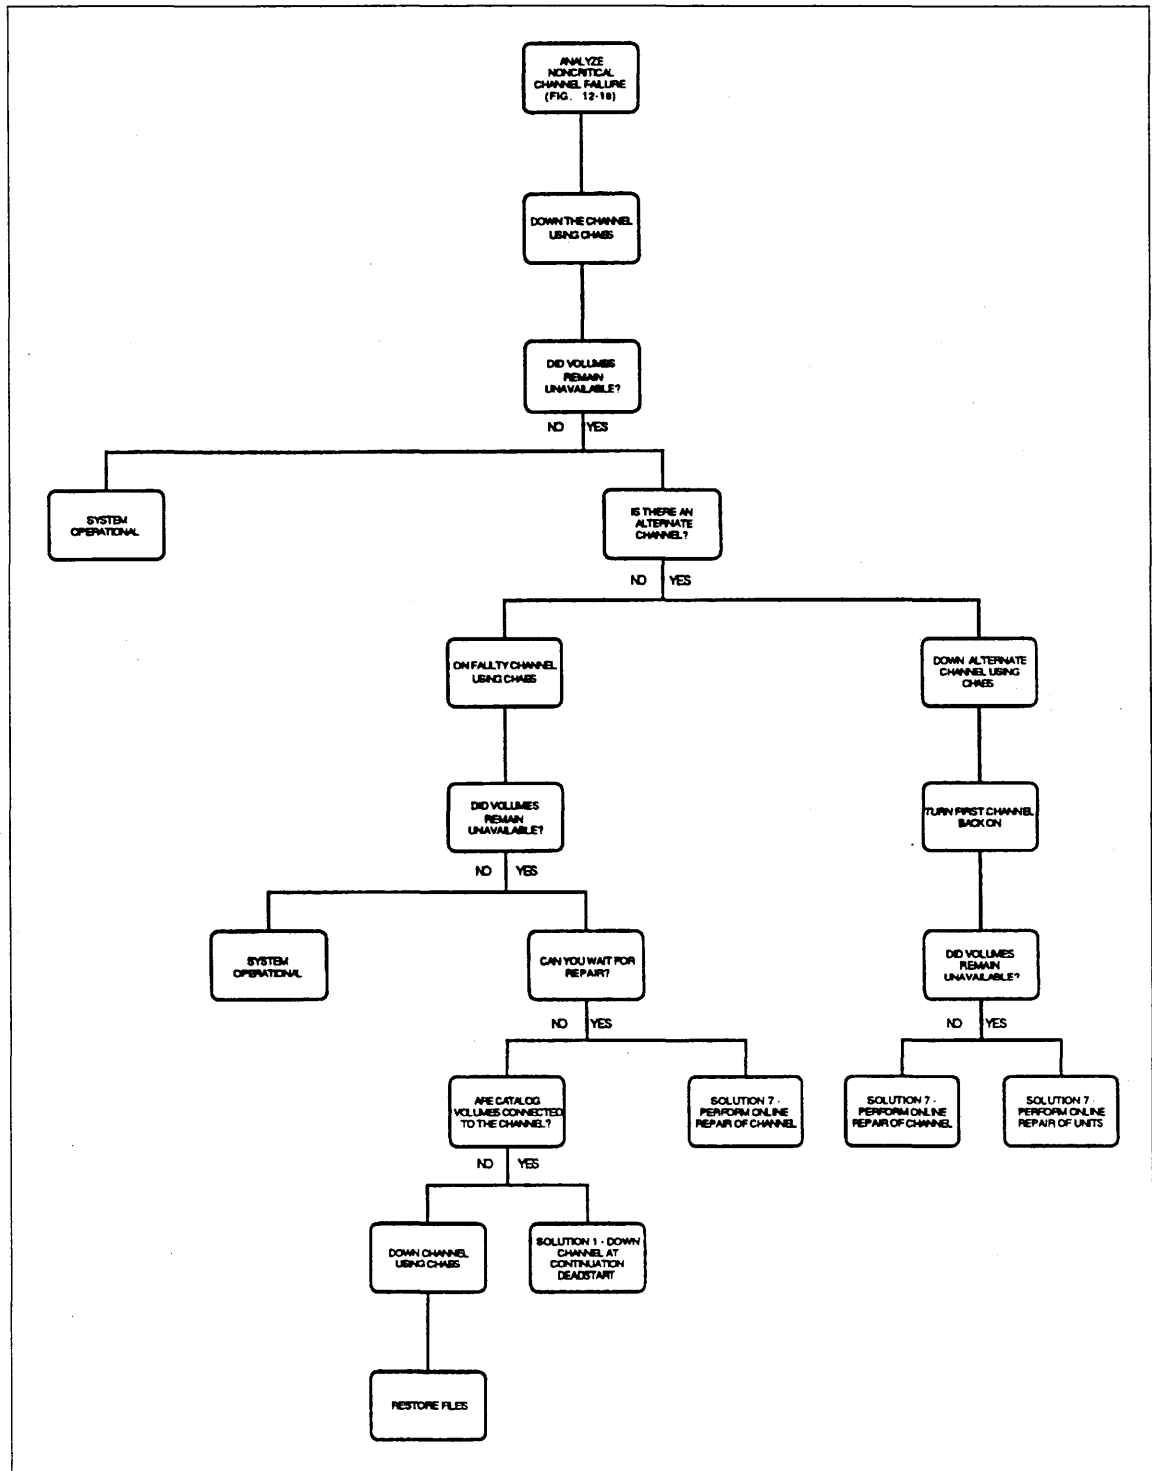 ANALYZE
NONCRITICAL
CHANNEL FAILURE
(FIG. 12-18)
DOWN THE CHANNEL
USING CHAES
DID VOLUMES
REMAIN
UNAVAILABLE?
NO YES
SYSTEM
OPERATIONAL
IS THERE AN
ALTERNATE
CHANNEL?
NO YES
ON FAULTY CHANNEL
USING CHAES
DOWN ALTERNATE
CHANNEL USING
CHAES
DID VOLUMES
REMAIN
UNAVAILABLE?
TURN FIRST CHANNEL
BACK ON
NO YES
SYSTEM
OPERATIONAL
CAN YOU WAIT FOR
REPAIR?
DID VOLUMES
REMAIN
UNAVAILABLE?
NO YES
NO YES
ARE CATALOG
VOLUMES CONNECTED
TO THE CHANNEL?
SOLUTION 7 -
PERFORM ONLINE
REPAIR OF CHANNEL
SOLUTION 7 -
PERFORM ONLINE
REPAIR OF CHANNEL
SOLUTION 7 -
PERFORM ONLINE
REPAIR OF UNITS
NO YES
DOWN CHANNEL
USING CHAES
SOLUTION 1 - DOWN
CHANNEL AT
CONTINUATION
DEADSTART
RESTORE FILES